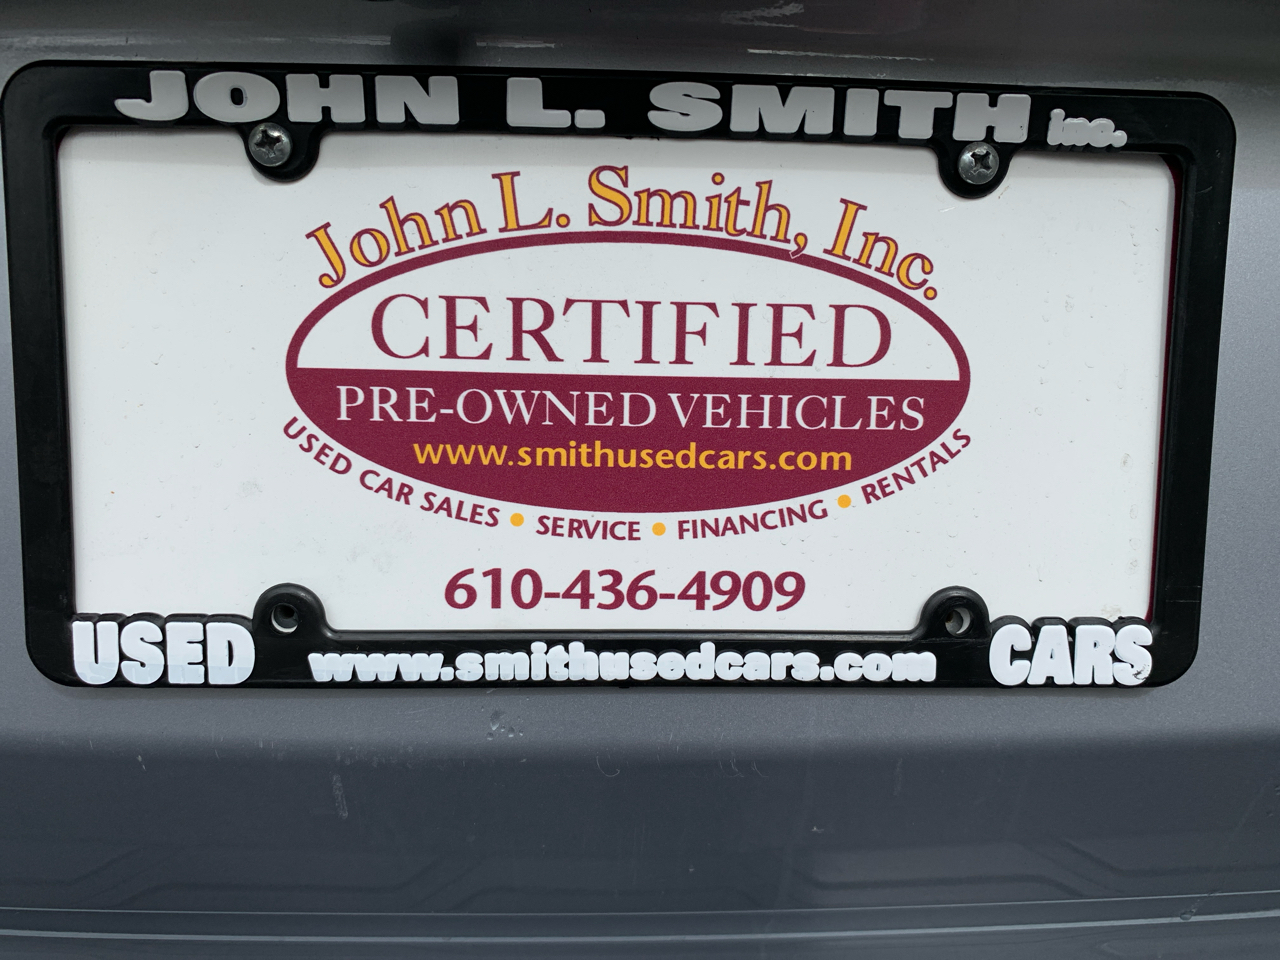 JOHN L. SMITH inc.
John L. Smith, Inc.
CERTIFIED
PRE-OWNED VEHICLES
www.smithusedcars.com
USED CAR SALES • SERVICE • FINANCING • RENTALS
610-436-4909
USED www.smithusedcars.com CARS